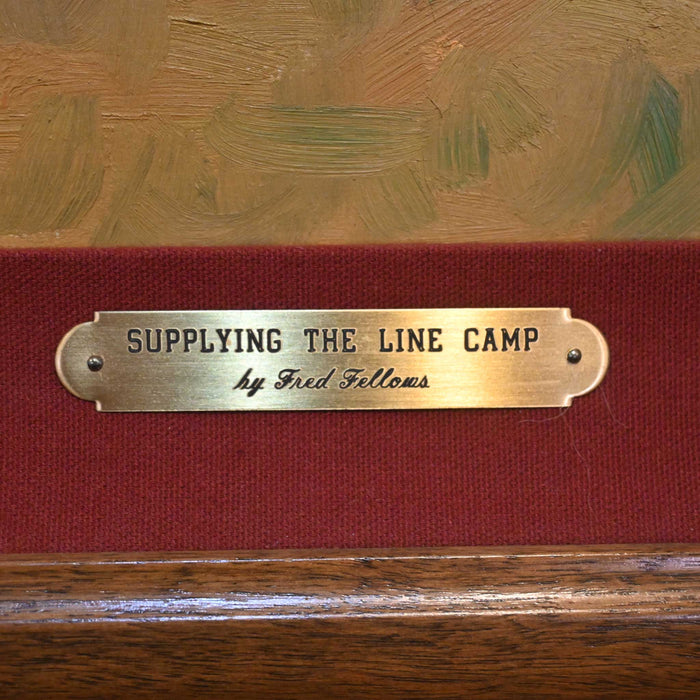 SUPPLYING THE LINE CAMP
by Fred Fellows